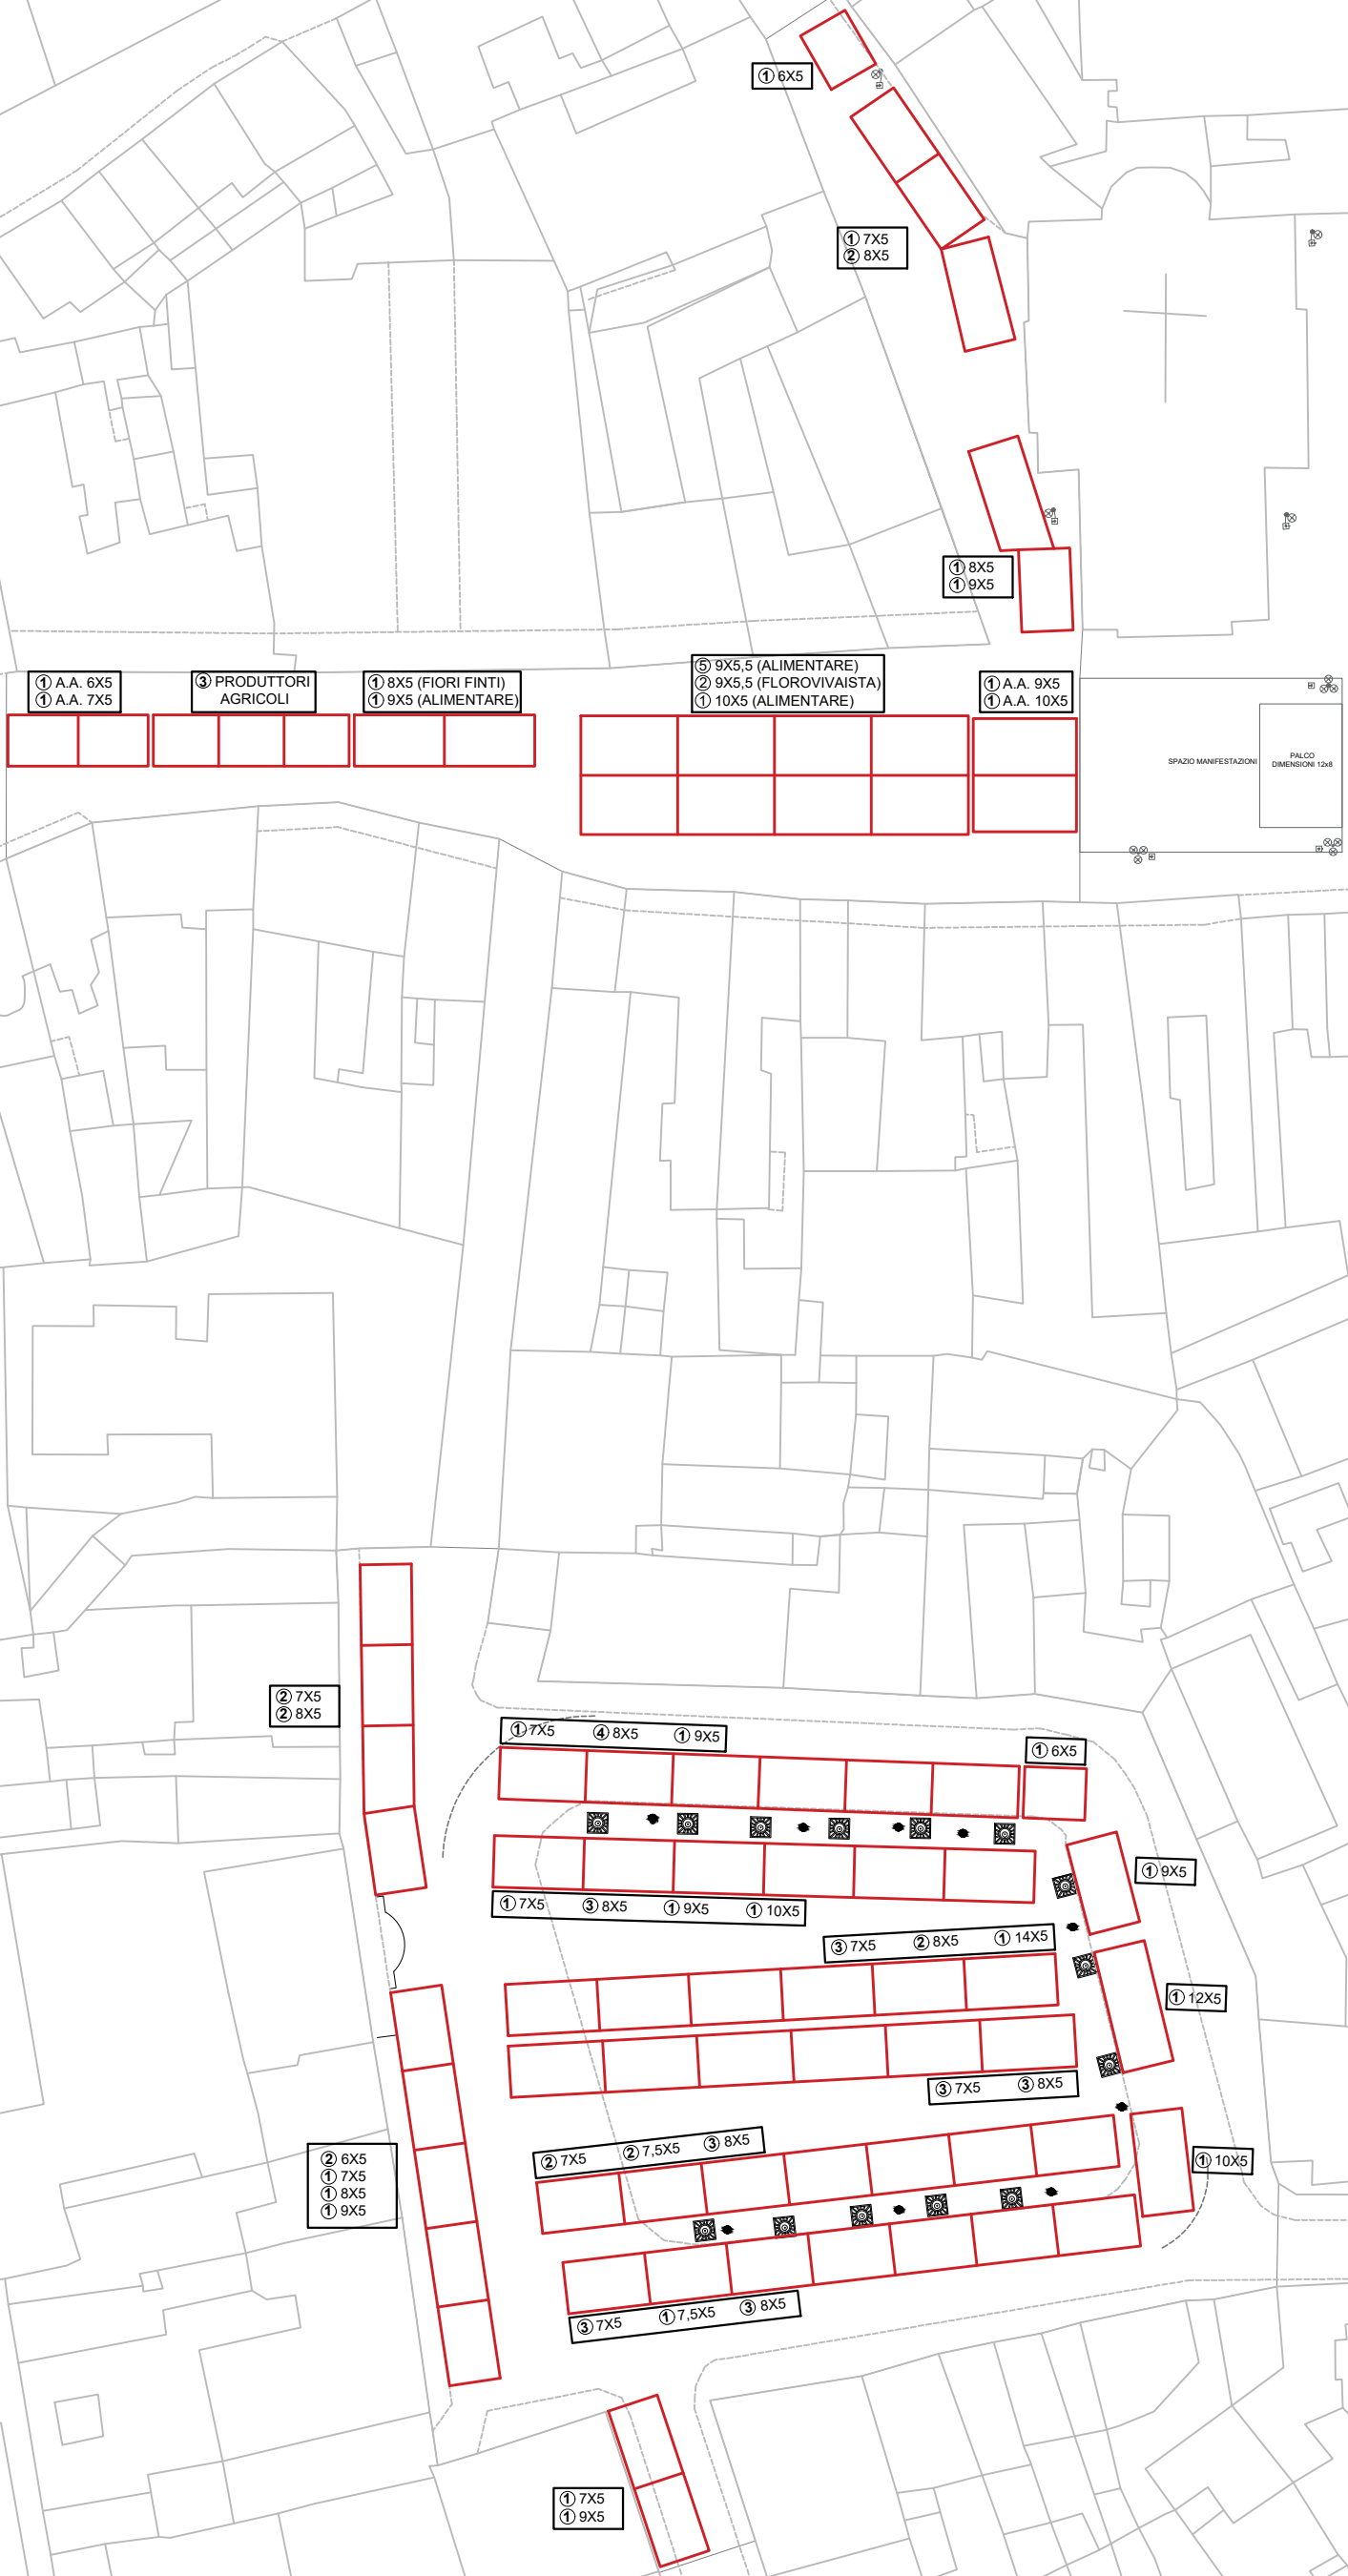 ① 6X5
① 7X5
② 8X5
① 8X5
① 9X5
① A.A. 6X5
① A.A. 7X5
③ PRODUTTORI
AGRICOLI
① 8X5 (FIORI FINTI)
① 9X5 (ALIMENTARE)
⑤ 9X5,5 (ALIMENTARE)
② 9X5,5 (FLOROVIVAISTA)
① 10X5 (ALIMENTARE)
① A.A. 9X5
① A.A. 10X5
SPAZIO MANIFESTAZIONI
PALCO
DIMENSIONI 12x8
② 7X5
② 8X5
① 7X5 ④ 8X5 ① 9X5
① 6X5
① 7X5 ③ 8X5 ① 9X5 ① 10X5
① 9X5
③ 7X5 ② 8X5 ① 14X5
① 12X5
③ 7X5 ③ 8X5
② 7X5 ② 7,5X5 ③ 8X5
① 10X5
② 6X5
① 7X5
① 8X5
① 9X5
③ 7X5 ① 7,5X5 ③ 8X5
① 7X5
① 9X5